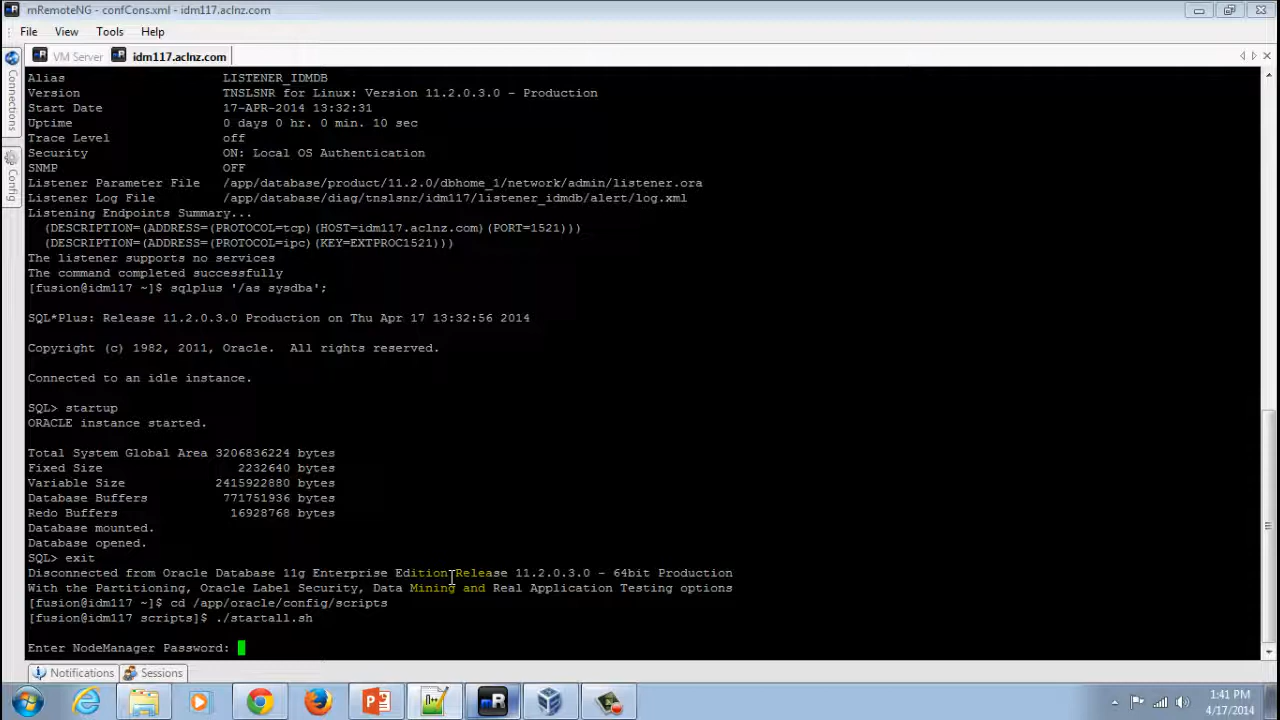 mRemoteNG - confCons.xml - idm117.aclnz.com
File View Tools Help
VM Server idm117.aclnz.com
Connections
Config
Alias LISTENER_IDMDB
Version TNSLSNR for Linux: Version 11.2.0.3.0 - Production
Start Date 17-APR-2014 13:32:31
Uptime 0 days 0 hr. 0 min. 10 sec
Trace Level off
Security ON: Local OS Authentication
SNMP OFF
Listener Parameter File /app/database/product/11.2.0/dbhome_1/network/admin/listener.ora
Listener Log File /app/database/diag/tnslsnr/idm117/listener_idmdb/alert/log.xml
Listening Endpoints Summary...
(DESCRIPTION=(ADDRESS=(PROTOCOL=tcp)(HOST=idm117.aclnz.com)(PORT=1521)))
(DESCRIPTION=(ADDRESS=(PROTOCOL=ipc)(KEY=EXTPROC1521)))
The listener supports no services
The command completed successfully
[fusion@idm117 ~]$ sqlplus '/as sysdba';
SQL*Plus: Release 11.2.0.3.0 Production on Thu Apr 17 13:32:56 2014
Copyright (c) 1982, 2011, Oracle. All rights reserved.
Connected to an idle instance.
SQL> startup
ORACLE instance started.
Total System Global Area 3206836224 bytes
Fixed Size 2232640 bytes
Variable Size 2415922880 bytes
Database Buffers 771751936 bytes
Redo Buffers 16928768 bytes
Database mounted.
Database opened.
SQL> exit
Disconnected from Oracle Database 11g Enterprise Edition Release 11.2.0.3.0 - 64bit Production
With the Partitioning, Oracle Label Security, Data Mining and Real Application Testing options
[fusion@idm117 ~]$ cd /app/oracle/config/scripts
[fusion@idm117 scripts]$ ./startall.sh
Enter NodeManager Password:
Notifications Sessions
1:41 PM
4/17/2014